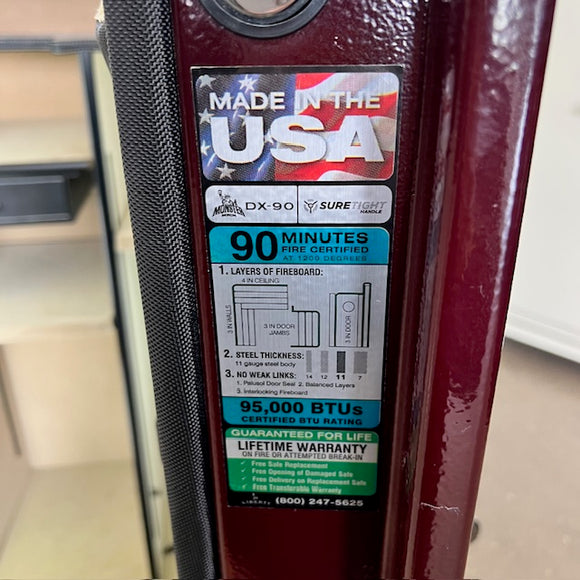 MADE IN THE
USA
MONSTER DX-90 SURETIGHT
HANDLE
90 MINUTES
FIRE CERTIFIED
AT 1200 DEGREES
1. LAYERS OF FIREBOARD:
4 IN CEILING
3 IN WALLS
3 IN DOOR
JAMBS
3 IN DOOR
2. STEEL THICKNESS:
11 gauge steel body
14 12 11 7
3. NO WEAK LINKS:
1. Palusol Door Seal 2. Balanced Layers
3. Interlocking Fireboard
95,000 BTUs
CERTIFIED BTU RATING
GUARANTEED FOR LIFE
LIFETIME WARRANTY
ON FIRE OR ATTEMPTED BREAK-IN
✓ Free Safe Replacement
✓ Free Opening of Damaged Safe
✓ Free Delivery on Replacement Safe
✓ Free Transferable Warranty
LIBERTY (800) 247-5625